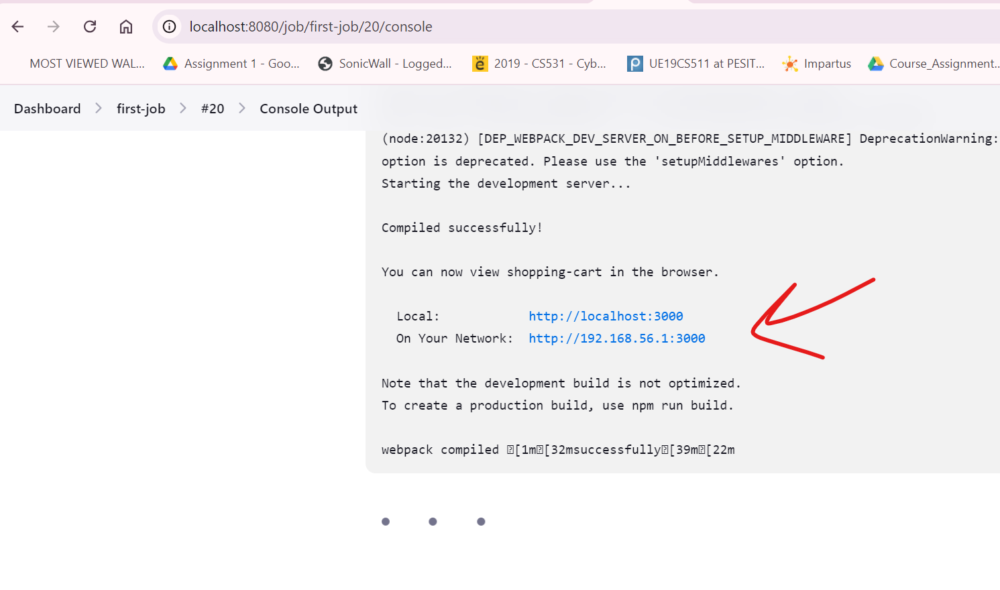 localhost:8080/job/first-job/20/console
MOST VIEWED WAL... Assignment 1 - Goo... SonicWall - Logged... 2019 - CS531 - Cyb... UE19CS511 at PESIT... Impartus Course_Assignment...
Dashboard > first-job > #20 > Console Output
(node:20132) [DEP_WEBPACK_DEV_SERVER_ON_BEFORE_SETUP_MIDDLEWARE] DeprecationWarning:
option is deprecated. Please use the 'setupMiddlewares' option.
Starting the development server...
Compiled successfully!
You can now view shopping-cart in the browser.
Local: http://localhost:3000
On Your Network: http://192.168.56.1:3000
Note that the development build is not optimized.
To create a production build, use npm run build.
webpack compiled [1m[32msuccessfully[39m[22m